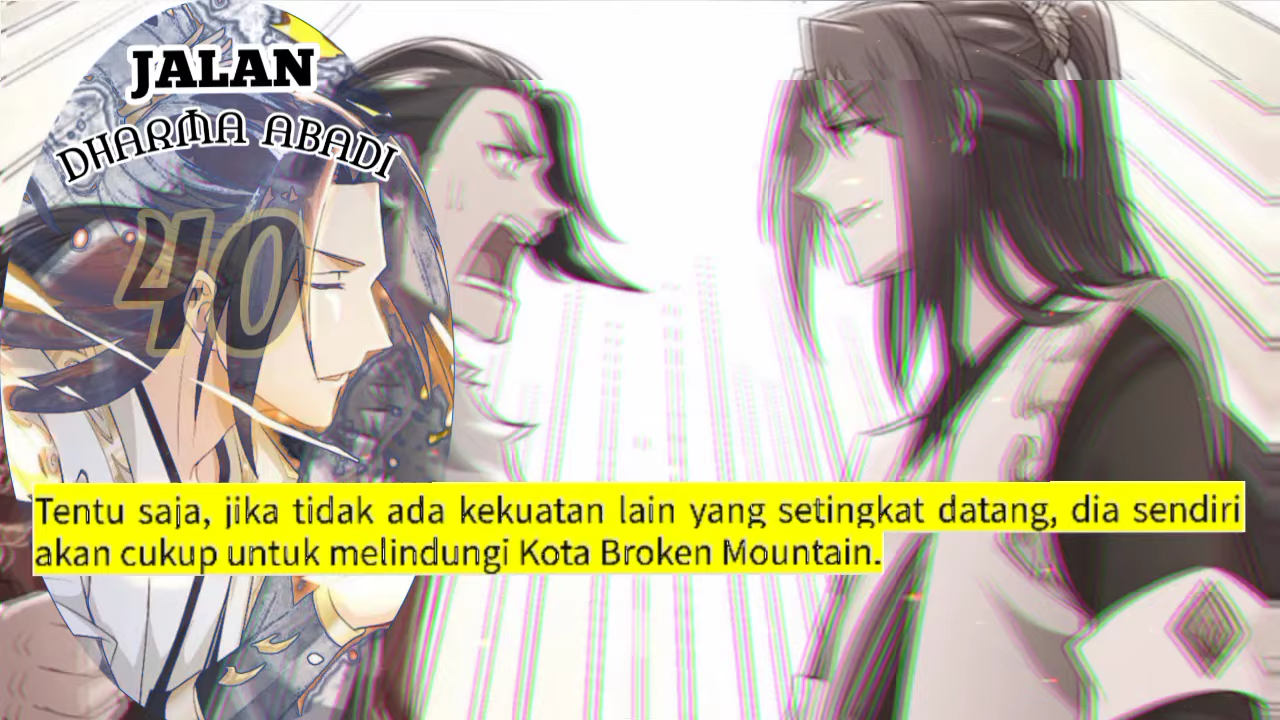 JALAN
DHARMA ABADI
40
Tentu saja, jika tidak ada kekuatan lain yang setingkat datang, dia sendiri
akan cukup untuk melindungi Kota Broken Mountain.